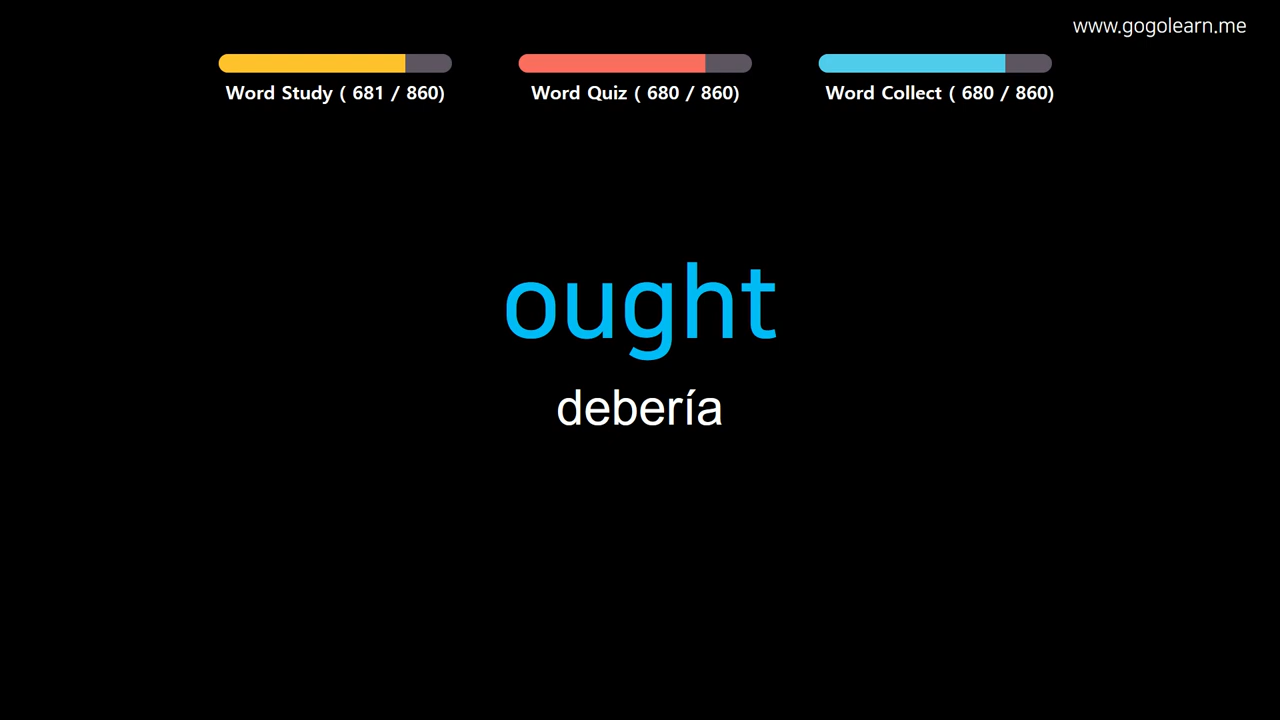 www.gogolearn.me
Word Study ( 681 / 860)
Word Quiz ( 680 / 860)
Word Collect ( 680 / 860)
ought
debería